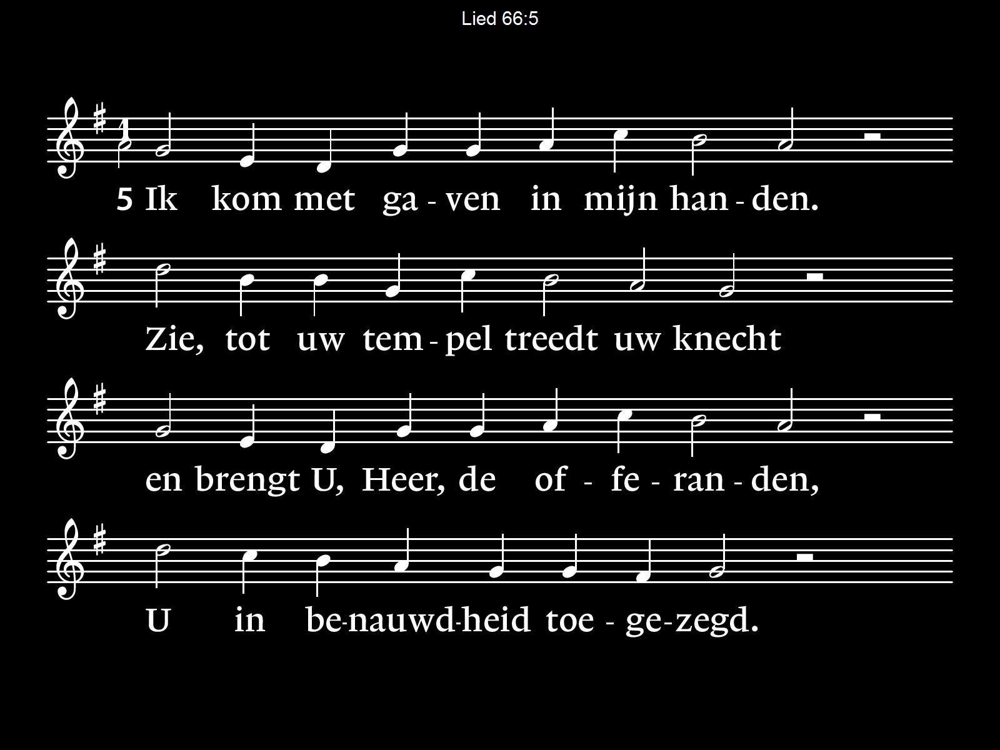 Lied 66:5
5 Ik kom met ga - ven in mijn han - den.
Zie, tot uw tem - pel treedt uw knecht
en brengt U, Heer, de of - fe - ran - den,
U in be-nauwd-heid toe - ge-zegd.